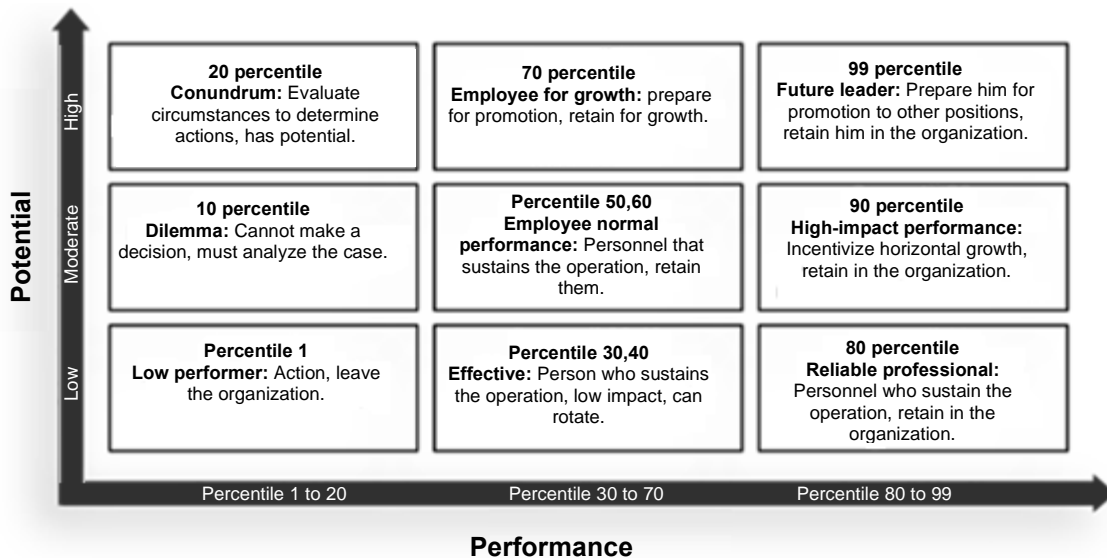 20 percentile
Conundrum: Evaluate
circumstances to determine
actions, has potential.
70 percentile
Employee for growth: prepare
for promotion, retain for growth.
99 percentile
Future leader: Prepare him for
promotion to other positions,
retain him in the organization.
High
10 percentile
Dilemma: Cannot make a
decision, must analyze the case.
Percentile 50,60
Employee normal
performance: Personnel that
sustains the operation, retain
them.
90 percentile
High-impact performance:
Incentivize horizontal growth,
retain in the organization.
Potential
Moderate
Percentile 1
Low performer: Action, leave
the organization.
Percentile 30,40
Effective: Person who sustains
the operation, low impact, can
rotate.
80 percentile
Reliable professional:
Personnel who sustain the
operation, retain in the
organization.
Low
Percentile 1 to 20
Percentile 30 to 70
Percentile 80 to 99
Performance